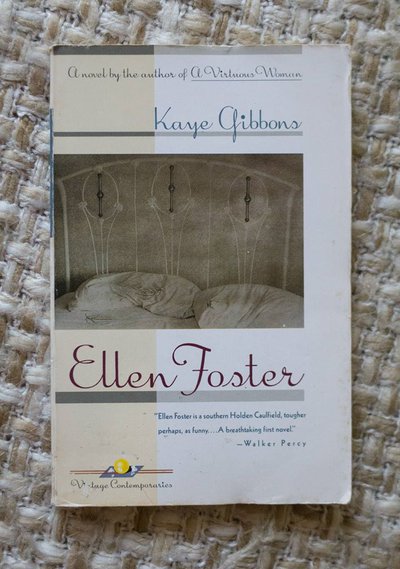 A novel by the author of A Virtuous Woman
Kaye Gibbons
Ellen Foster
"Ellen Foster is a southern Holden Caulfield, tougher
perhaps, as funny. . . . A breathtaking first novel."
—Walker Percy
Vintage Contemporaries